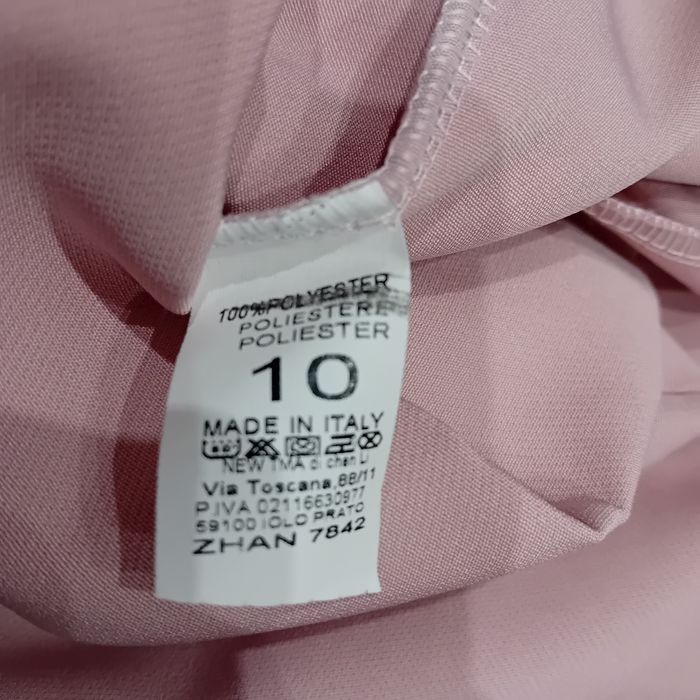 100%POLYESTER
POLIESTERE
POLIESTER
10
MADE IN ITALY
NEW TMA di chen Li
Via Toscana,88/11
P.IVA 02116630977
59100 IOLO PRATO
ZHAN 7842